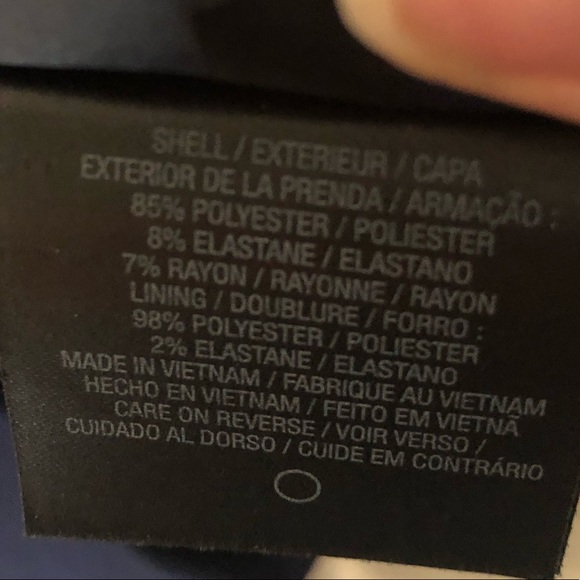 SHELL / EXTERIEUR / CAPA
EXTERIOR DE LA PRENDA / ARMAÇÃO :
85% POLYESTER / POLIESTER
8% ELASTANE / ELASTANO
7% RAYON / RAYONNE / RAYON
LINING / DOUBLURE / FORRO :
98% POLYESTER / POLIESTER
2% ELASTANE / ELASTANO
MADE IN VIETNAM / FABRIQUE AU VIETNAM
HECHO EN VIETNAM / FEITO EM VIETNÃ
CARE ON REVERSE / VOIR VERSO /
CUIDADO AL DORSO / CUIDE EM CONTRÁRIO